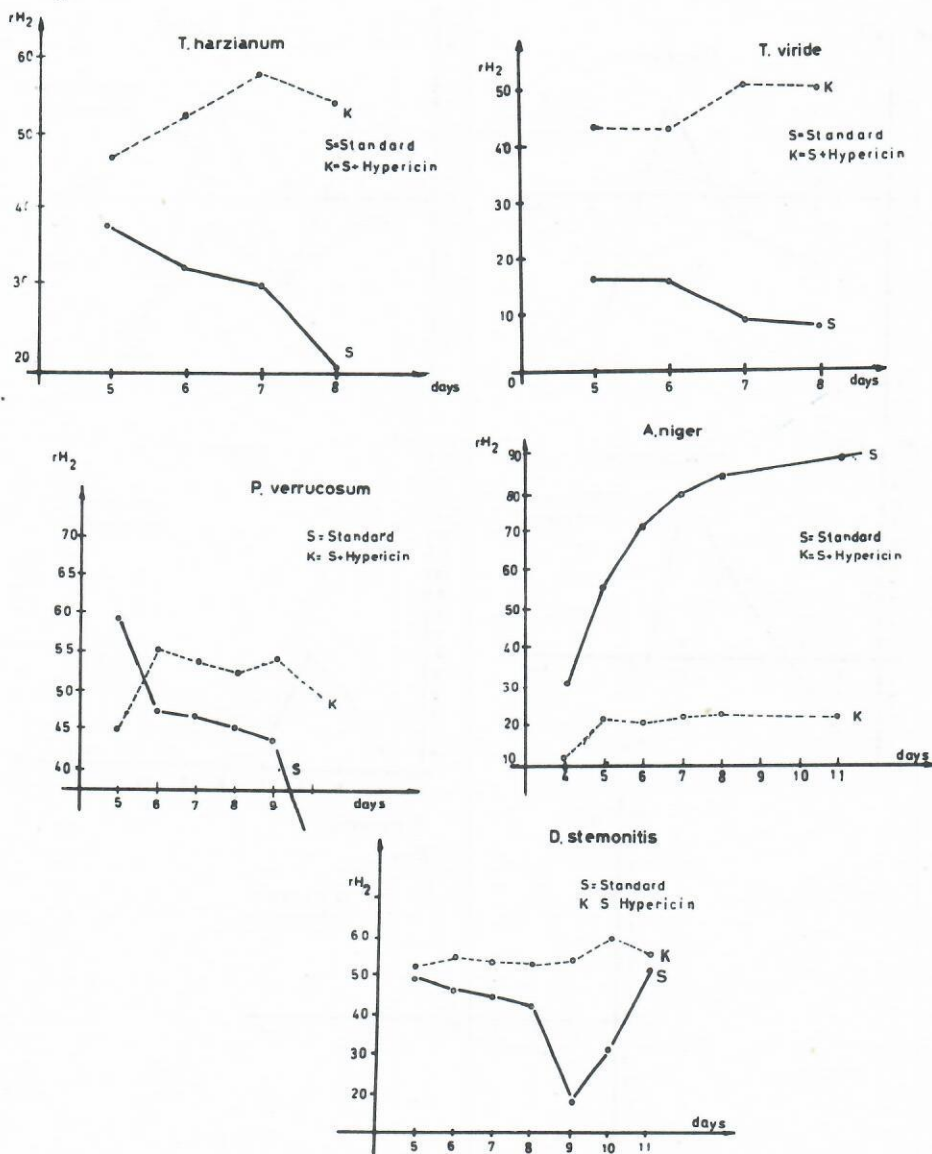 rH2
T. harzianum
60
50
20
K
S=Standard
K=S+Hypericin
S
5 6 7 8 days
rH2
T. viride
50
40
30
20
10
0
K
S=Standard
K=S+Hypericin
S
5 6 7 8 days
rH2
P. verrucosum
70
65
60
55
50
45
40
S=Standard
K=S+Hypericin
K
S
5 6 7 8 9 days
A.niger
rH2
90
80
70
60
50
40
30
20
10
S
S=Standard
K=S+Hypericin
K
days
4 5 6 7 8 9 10 11
D. stemonitis
rH2
S=Standard
K S Hypericin
60
50
40
30
20
K
S
days
5 6 7 8 9 10 11